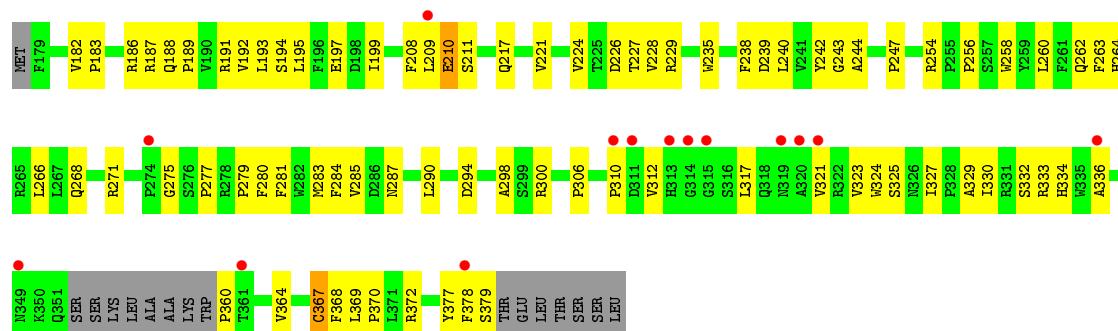 MET F179 V182 P183 R186 R187 Q188 P189 V190 R191 V192 L193 S194 L195 F196 E197 D198 I199 F208 L209 E210 S211 Q217 V221 V224 T225 D226 T227 V228 R229 W235 F238 D239 L240 V241 Y242 G243 A244 P247 R254 P255 P256 S257 W258 Y259 L260 F261 Q262 F263 H264
R265 L266 L267 Q268 R271 P274 G275 S276 P277 R278 P279 F280 F281 W282 M283 F284 V285 D286 N287 L290 D294 A298 S299 R300 P306 P310 D311 V312 H313 G314 G315 S316 L317 Q318 N319 A320 V321 R322 V323 W324 S325 N326 I327 P328 A329 I330 R331 S332 R333 H334 W335 A336
N349 K350 Q351 SER SER LYS LEU ALA ALA LYS TRP P360 T361 V364 C367 F368 L369 P370 L371 R372 Y377 F378 S379 THR GLU LEU LEU THR SER SER LEU